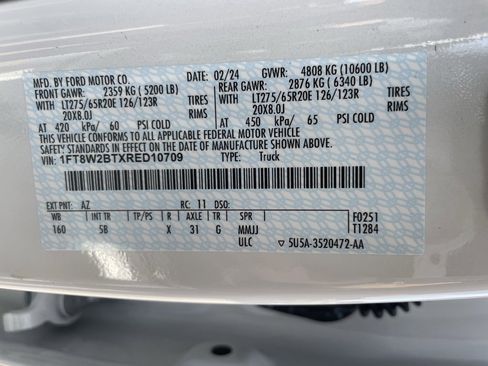 MFD. BY FORD MOTOR CO. 02/24 GVWR: 4808 KG (10600 LB)
FRONT GAWR: 2359 KG (5200 LB) REAR GAWR: 2876 KG (6340 LB)
WITH LT275/65R20E 126/123R TIRES WITH LT275/65R20E 126/123R TIRES
20X8.0J RIMS 20X8.0J RIMS
AT 420 kPa/ 60 PSI COLD AT 450 kPa/ 65 PSI COLD
THIS VEHICLE CONFORMS TO ALL APPLICABLE FEDERAL MOTOR VEHICLE
SAFETY STANDARDS IN EFFECT ON THE DATE OF MANUFACTURE SHOWN ABOVE.
VIN: 1FT8W2BTXRED10709 TYPE: Truck
EXT PNT: AZ RC: 11 DSO: F0251
WB INT TR TP/PS R AXLE TR SPR T1284
160 5B X 31 G MMJJ
ULC 5U5A-3520472-AA